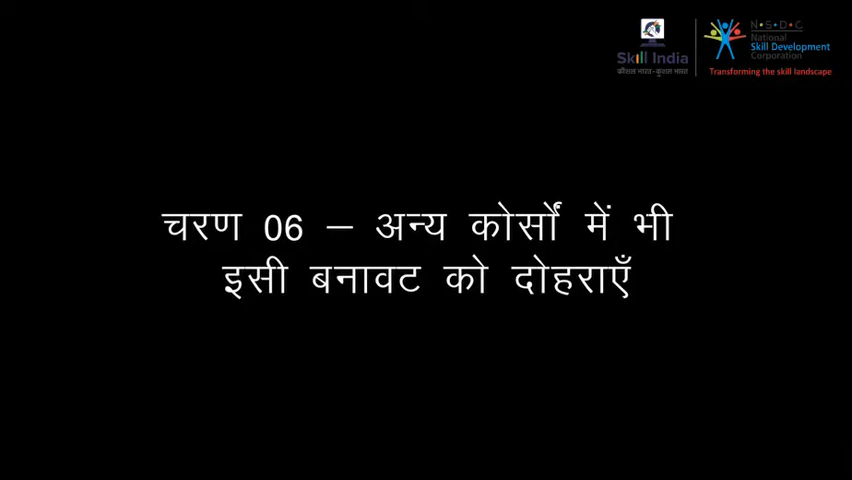 N·S·D·C
National
Skill India
Skill Development
Corporation
कौशल भारत-कुशल भारत
Transforming the skill landscape
चरण 06 – अन्य कोर्सों में भी
इसी बनावट को दोहराएँ